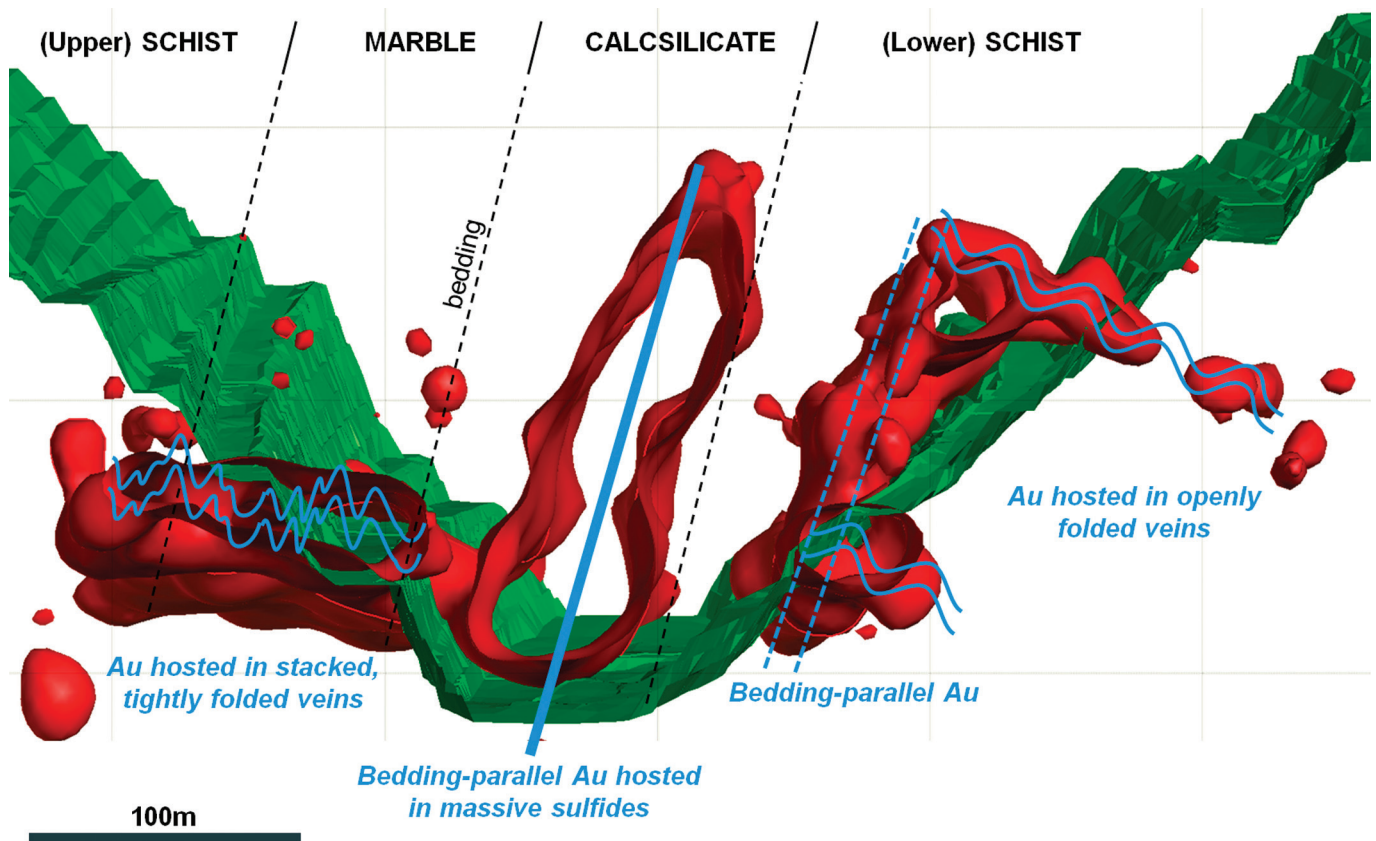 (Upper) SCHIST
MARBLE
CALCSILICATE
(Lower) SCHIST
bedding
Au hosted in openly
folded veins
Au hosted in stacked,
tightly folded veins
Bedding-parallel Au
Bedding-parallel Au hosted
in massive sulfides
100m